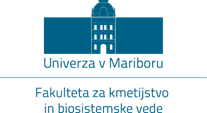 Univerza v Mariboru
Fakulteta za kmetijstvo
in biosistemske vede